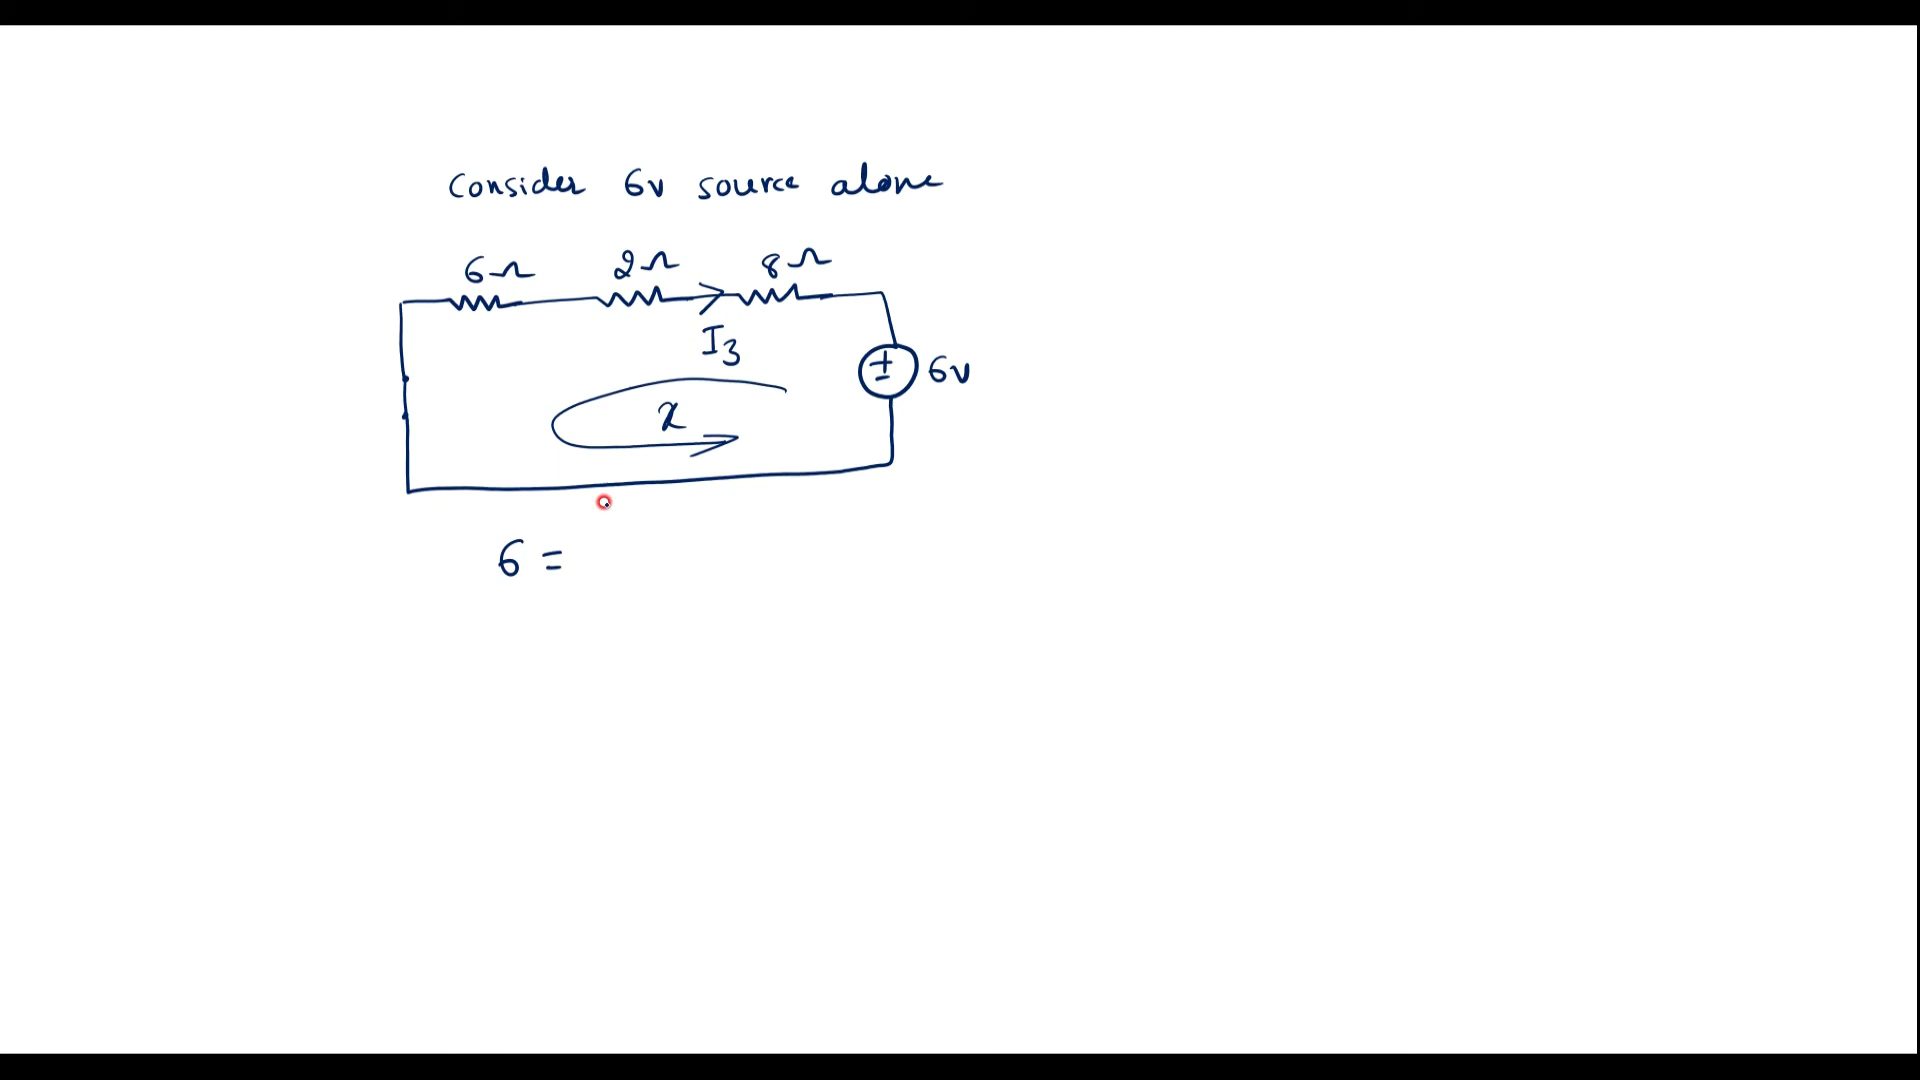 Consider 6v source alone
6Ω 2Ω 8Ω
I3
6v
x
6 =